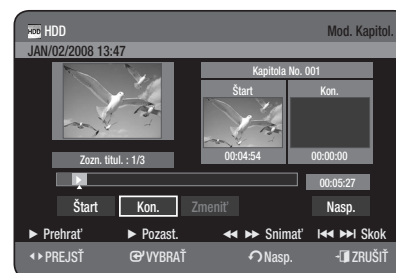 HDD HDD Mod. Kapitol.
JAN/02/2008 13:47
Kapitola No. 001
Štart Kon.
Zozn. titul. : 1/3 00:04:54 00:00:00
00:05:27
Štart Kon. Zmeniť Nasp.
► Prehrať ► Pozast. ◄◄ ►► Snímať |◄◄ ►►| Skok
◄► PREJSŤ VYBRAŤ Nasp. ZRUŠIŤ